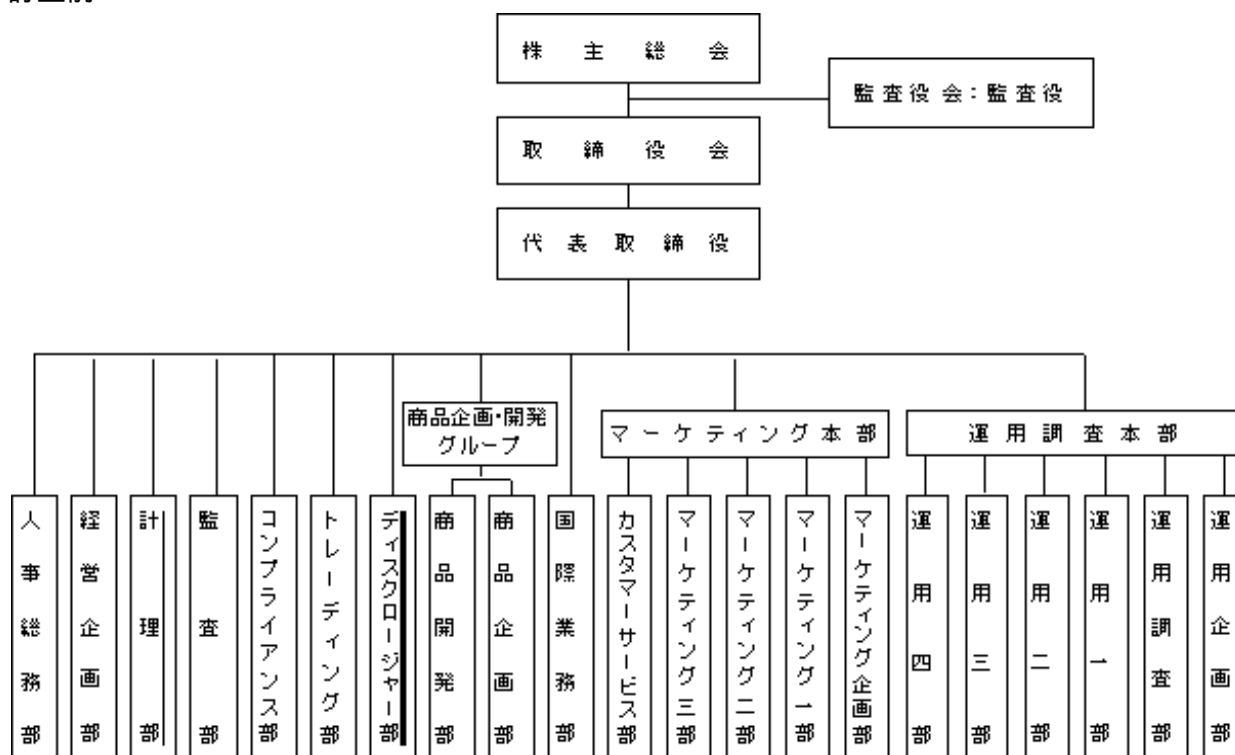 株主総会
監査役会：監査役
取締役会
代表取締役
商品企画・開発
グループ
マーケティング本部
運用調査本部
人事総務部
経営企画部
計理部
監査部
コンプライアンス部
トレーディング部
ディスクロージャー部
商品開発部
商品企画部
国際業務部
カスタマーサービス部
マーケティング三部
マーケティング二部
マーケティング一部
マーケティング企画部
運用四部
運用三部
運用二部
運用一部
運用調査部
運用企画部